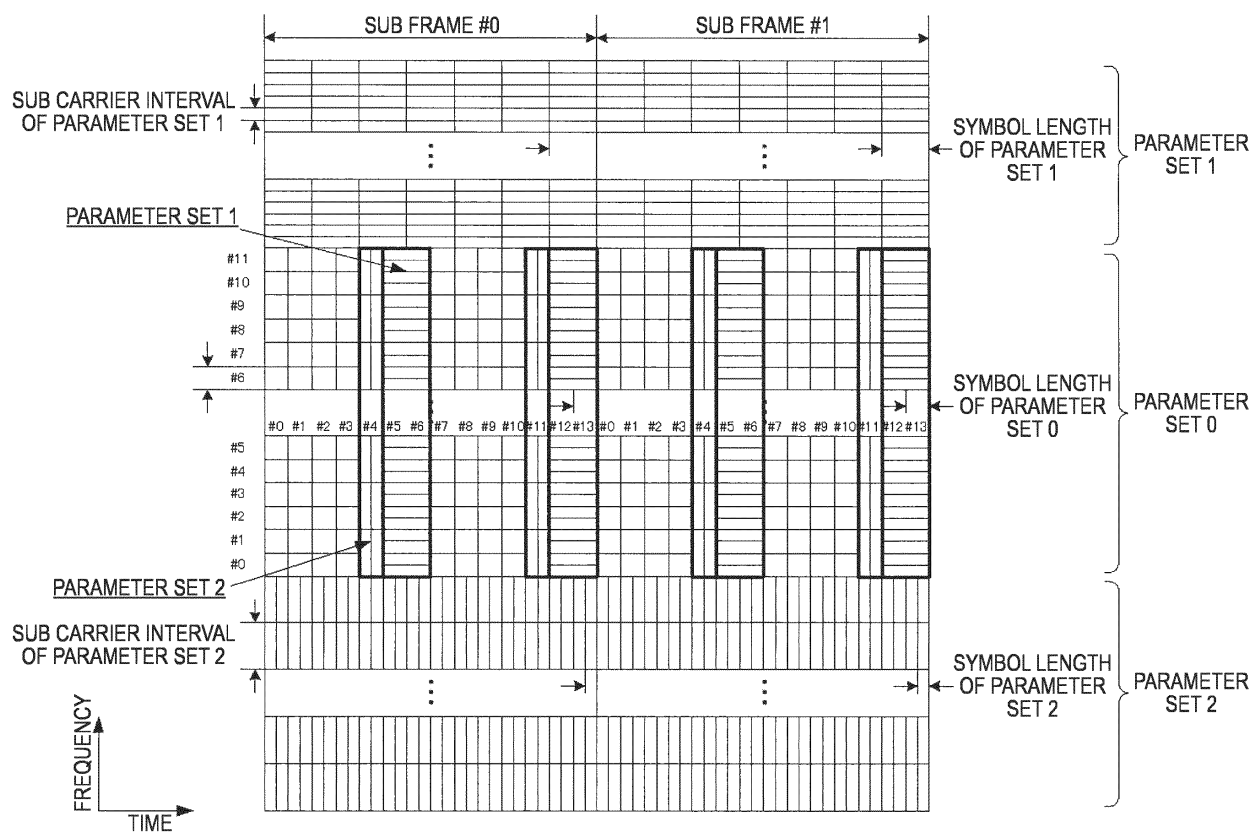 SUB FRAME #0
SUB FRAME #1
SUB CARRIER INTERVAL
OF PARAMETER SET 1
SYMBOL LENGTH
OF PARAMETER
SET 1
PARAMETER
SET 1
PARAMETER SET 1
#11
#10
#9
#8
#7
#6
SYMBOL LENGTH
OF PARAMETER
SET 0
PARAMETER
SET 0
#0 #1 #2 #3 #4 #5 #6 #7 #8 #9 #10 #11 #12 #13 #0 #1 #2 #3 #4 #5 #6 #7 #8 #9 #10 #11 #12 #13
#5
#4
#3
#2
#1
#0
PARAMETER SET 2
SUB CARRIER INTERVAL
OF PARAMETER SET 2
SYMBOL LENGTH
OF PARAMETER
SET 2
PARAMETER
SET 2
FREQUENCY
TIME